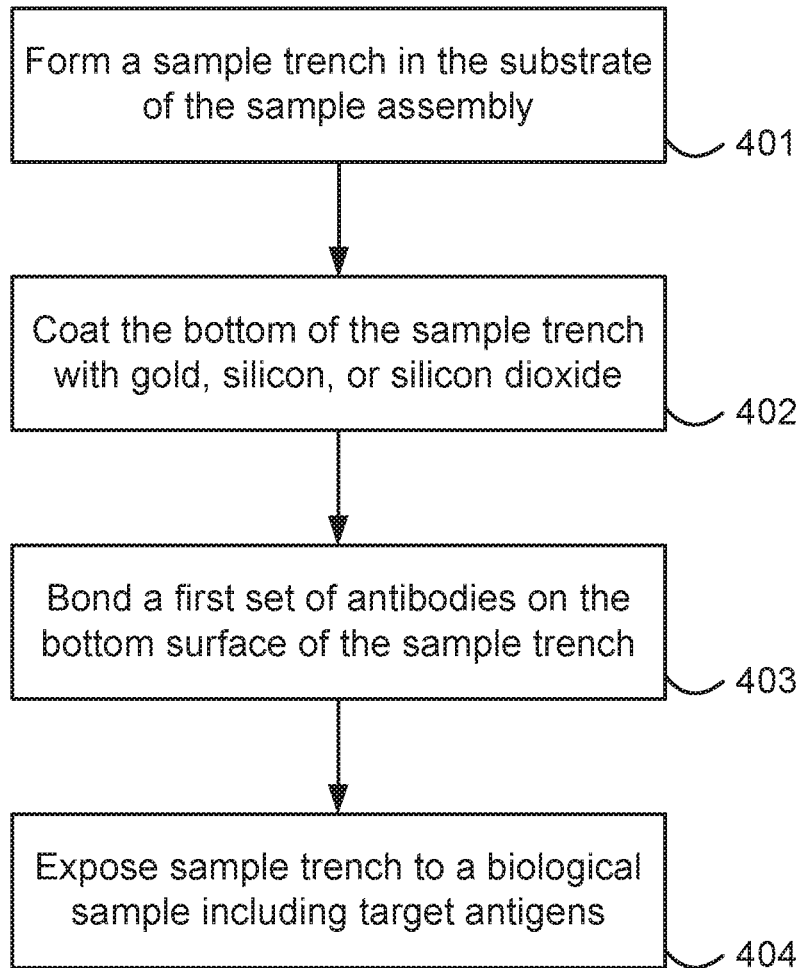 Form a sample trench in the substrate
of the sample assembly
401
Coat the bottom of the sample trench
with gold, silicon, or silicon dioxide
402
Bond a first set of antibodies on the
bottom surface of the sample trench
403
Expose sample trench to a biological
sample including target antigens
404